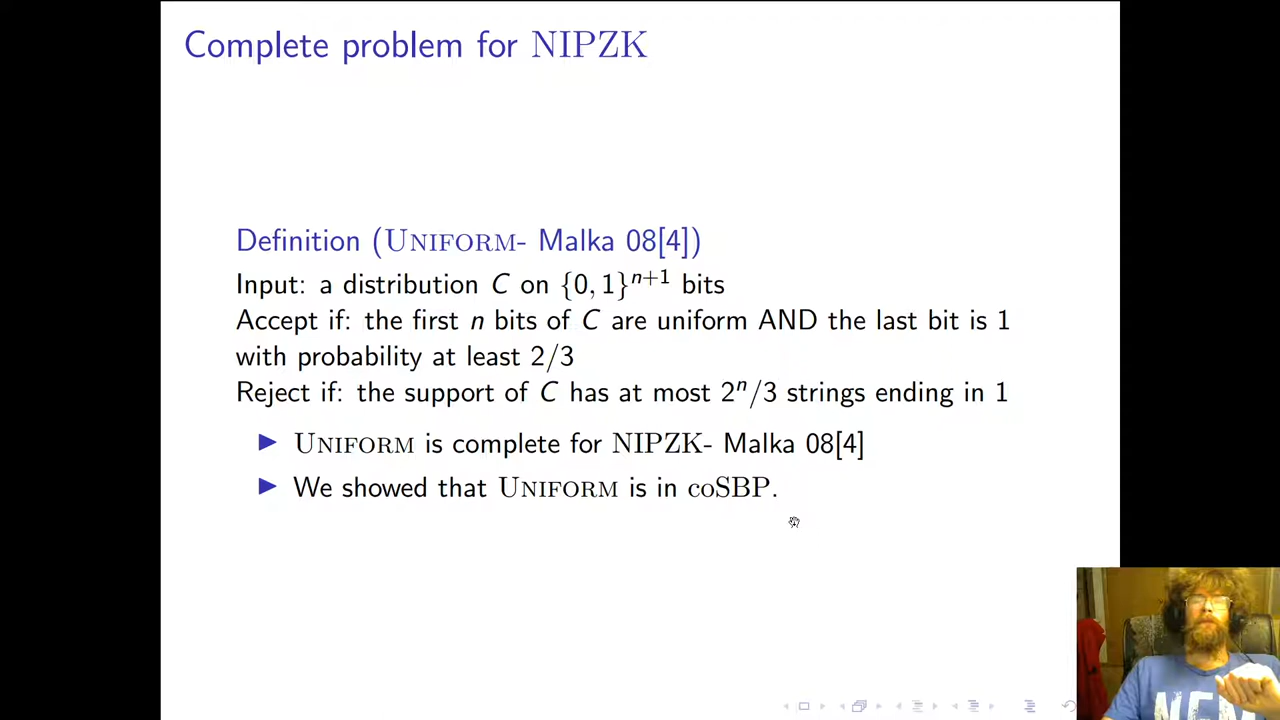 Complete problem for NIPZK
Definition (UNIFORM- Malka 08[4])
Input: a distribution C on {0, 1}ⁿ⁺¹ bits
Accept if: the first n bits of C are uniform AND the last bit is 1
with probability at least 2/3
Reject if: the support of C has at most 2ⁿ/3 strings ending in 1
▶ UNIFORM is complete for NIPZK- Malka 08[4]
▶ We showed that UNIFORM is in coSBP.